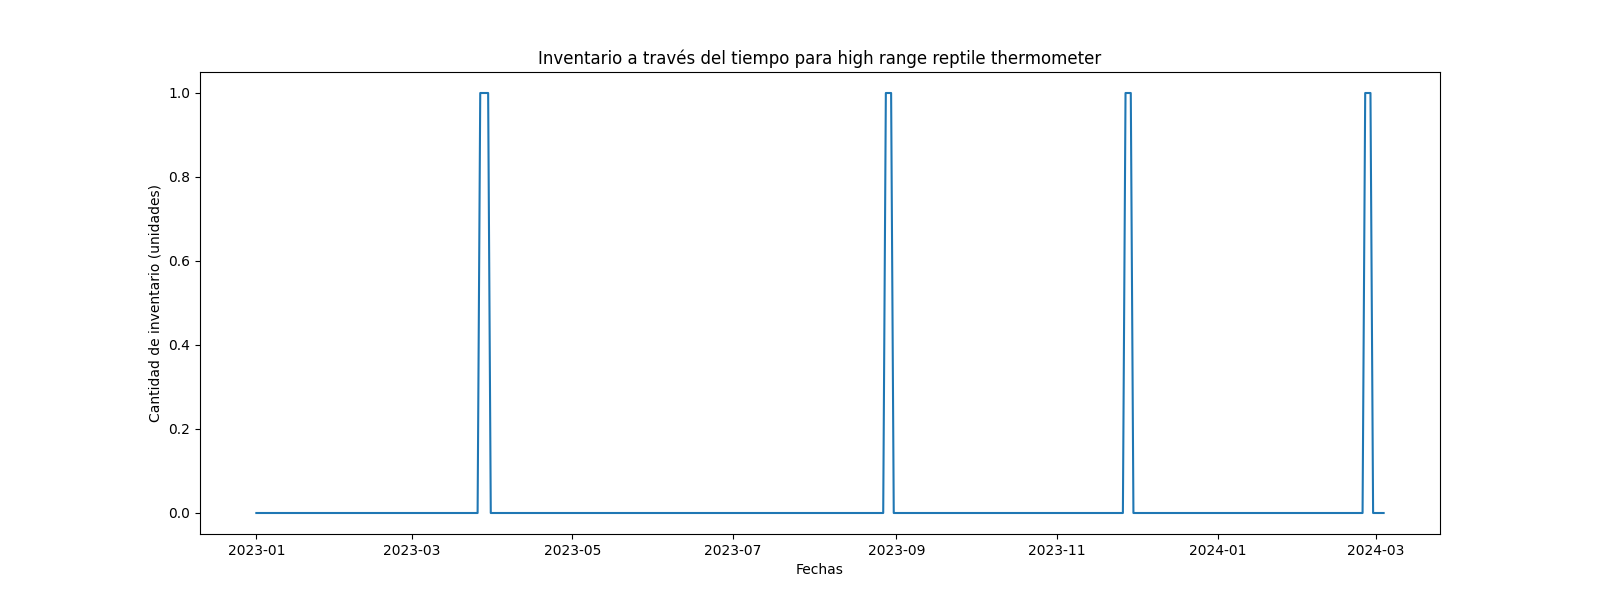 Inventario a través del tiempo para high range reptile thermometer
Cantidad de inventario (unidades)
1.0
0.8
0.6
0.4
0.2
0.0
2023-01 2023-03 2023-05 2023-07 2023-09 2023-11 2024-01 2024-03
Fechas